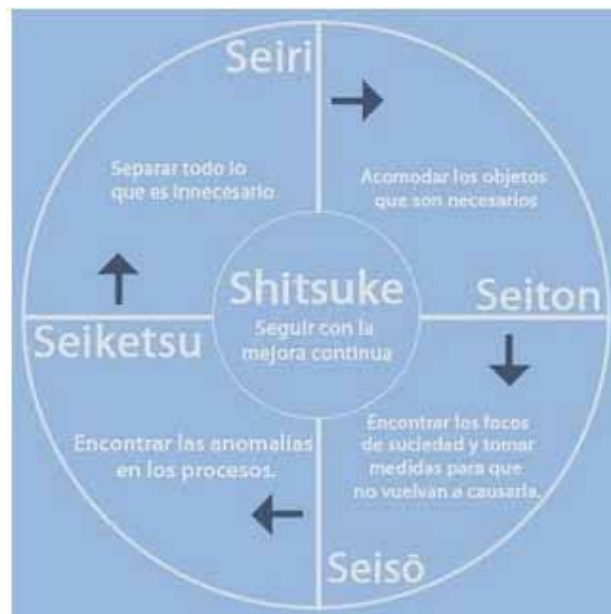 Seiri
Separar todo lo
que es innecesario
Acomodar los objetos
que son necesarios
Seiton
Shitsuke
Seguir con la
mejora continua
Seiketsu
Encontrar las anomalías
en los procesos.
Encontrar los focos
de suciedad y tomar
medidas para que
no vuelvan a causarla.
Seisō